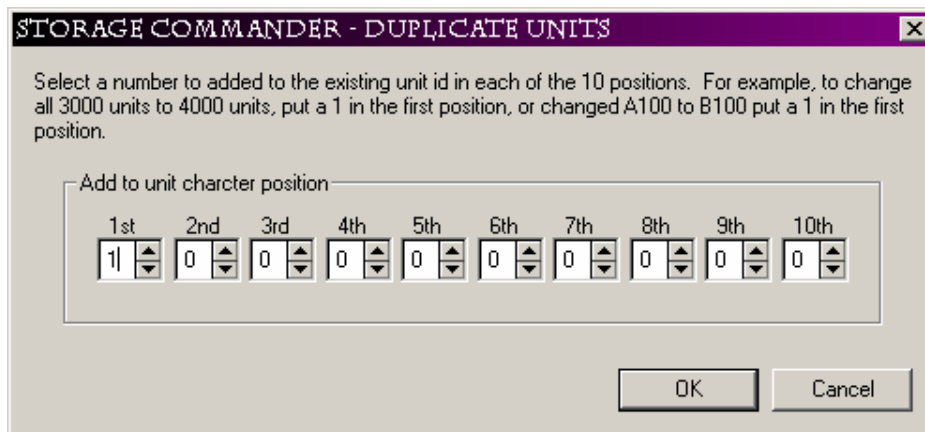 STORAGE COMMANDER - DUPLICATE UNITS
Select a number to added to the existing unit id in each of the 10 positions. For example, to change
all 3000 units to 4000 units, put a 1 in the first position, or changed A100 to B100 put a 1 in the first
position.
Add to unit charcter position
1st 2nd 3rd 4th 5th 6th 7th 8th 9th 10th
1 0 0 0 0 0 0 0 0 0
OK Cancel